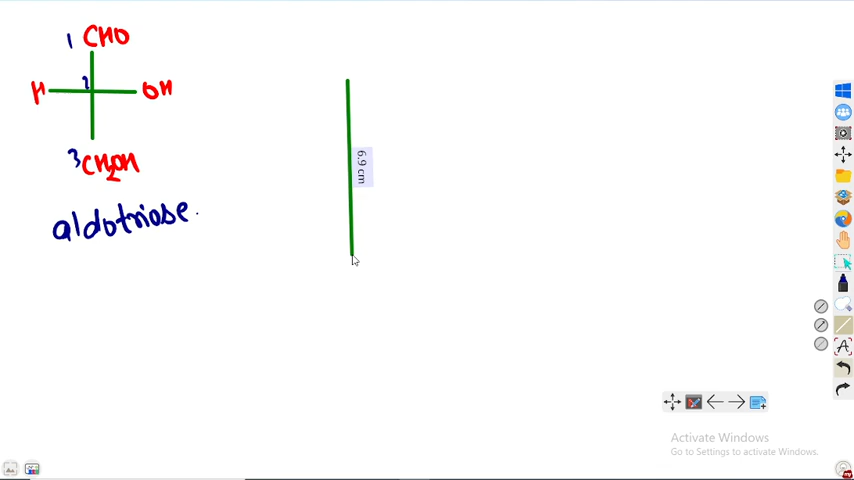 1 CHO
2
H OH
3 CH2OH
aldotriose.
6.9 cm
A
Activate Windows
Go to Settings to activate Windows.